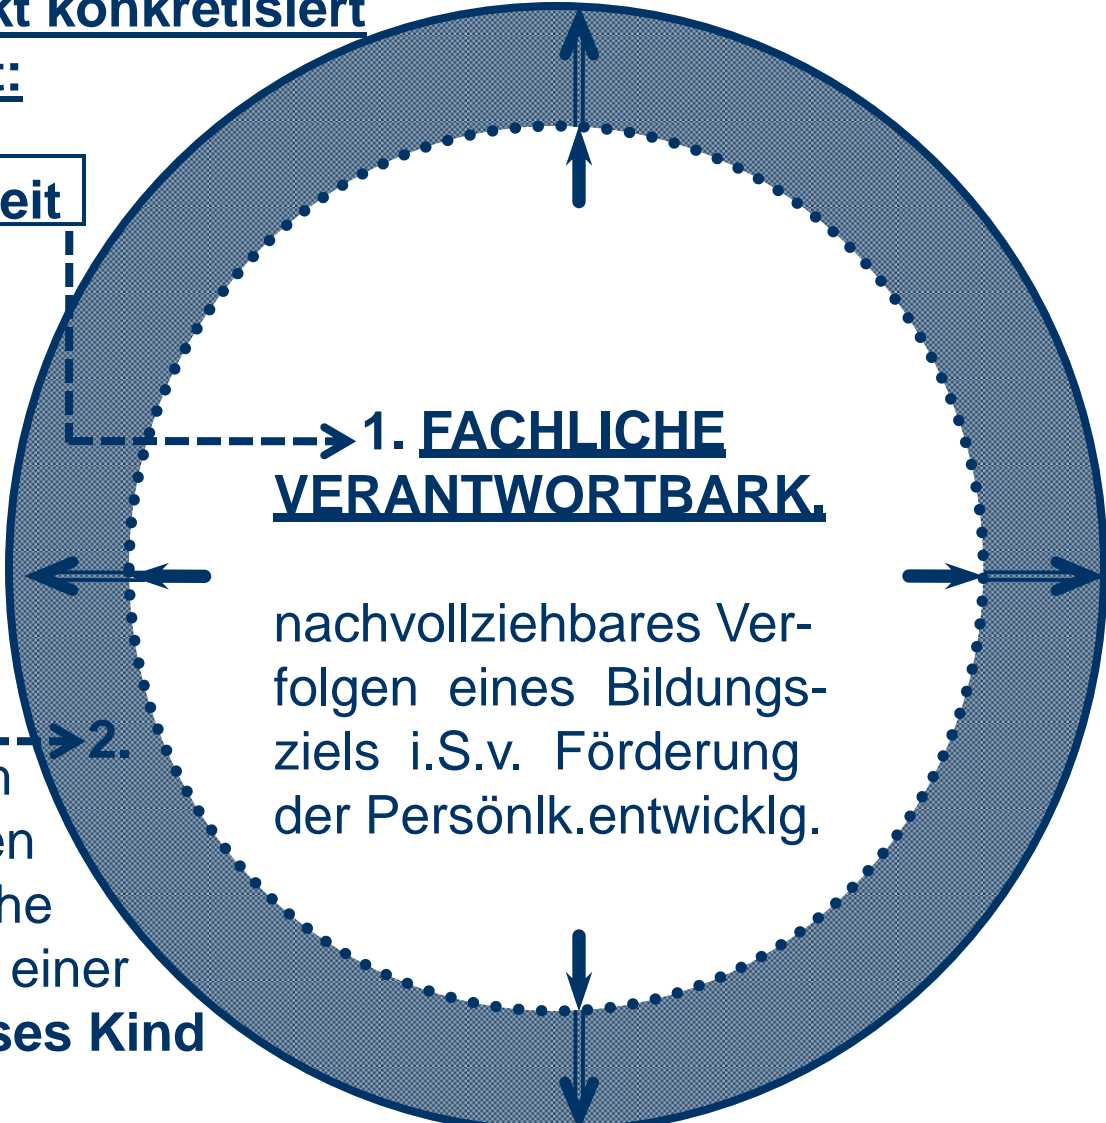 kt konkretisiert
t:
eit
1. FACHLICHE
VERANTWORTBARK.
nachvollziehbares Ver-
folgen eines Bildungs-
ziels i.S.v. Förderung
der Persönlk.entwicklg.
2.
n
en
he
einer
ses Kind